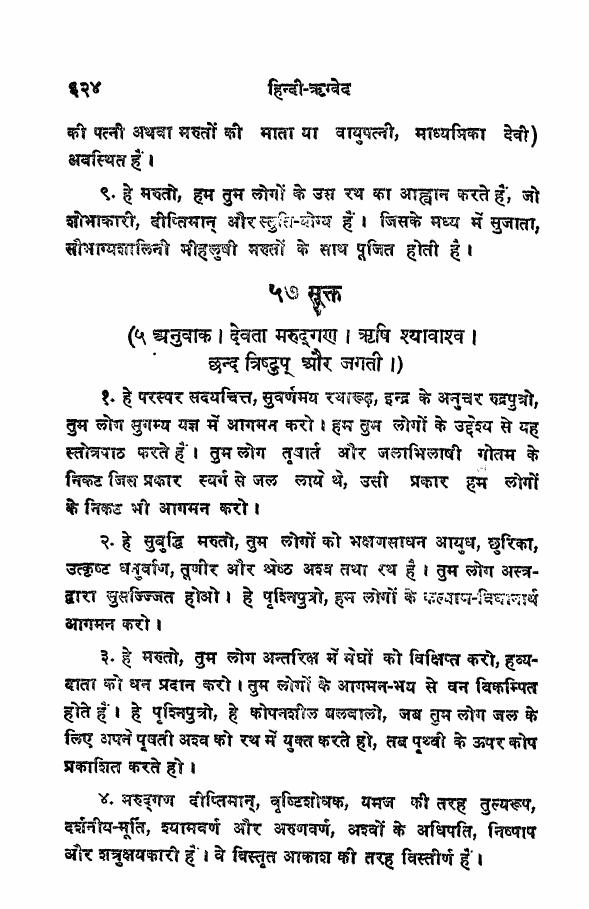 ६२४ हिन्दी-ऋग्वेद
की पत्नी अथवा मरुतों की माता या वायुपत्नी, माध्यमिका देवी)
अवस्थित हैं ।
९. हे मरुतो, हम तुम लोगों के उस रथ का आह्वान करते हैं, जो
शोभाकारी, दीप्तिमान् और स्तुति-योग्य हैं । जिसके मध्य में सुजाता,
सौभाग्यशालिनी मीह्लुषी मरुतों के साथ पूजित होती है ।
५७ सूक्त
(५ अनुवाक । देवता मरुद्गण । ऋषि श्यावाश्व ।
छन्द त्रिष्टुप् और जगती ।)
१. हे परस्पर सदयचित्त, सुवर्णमय रथारूढ़, इन्द्र के अनुचर रुद्रपुत्रो,
तुम लोग सुगम्य यज्ञ में आगमन करो । हम तुम लोगों के उद्देश्य से यह
स्तोत्रपाठ करते हैं । तुम लोग तृषार्त और जलाभिलाषी गोतम के
निकट जिस प्रकार स्वर्ग से जल लाये थे, उसी प्रकार हम लोगों
के निकट भी आगमन करो ।
२. हे सुबुद्धि मरुतो, तुम लोगों को भक्षणसाधन आयुध, छुरिका,
उत्कृष्ट धनुर्वाण, तूणीर और श्रेष्ठ अश्व तथा रथ है । तुम लोग अस्त्र-
द्वारा सुसज्जित होओ । हे पृश्निपुत्रो, हम लोगों के कल्याण-विधानार्थ
आगमन करो ।
३. हे मरुतो, तुम लोग अन्तरिक्ष में मेघों को विक्षिप्त करो, हव्य-
दाता को धन प्रदान करो । तुम लोगों के आगमन-भय से वन विकम्पित
होते हैं । हे पृश्निपुत्रो, हे कोपनशील बलवालो, जब तुम लोग जल के
लिए अपने पृषती अश्व को रथ में युक्त करते हो, तब पृथ्वी के ऊपर कोप
प्रकाशित करते हो ।
४. मरुद्गण दीप्तिमान्, वृष्टिशोधक, यमज की तरह तुल्यरूप,
दर्शनीय-मूर्ति, श्यामवर्ण और अरुणवर्ण, अश्वों के अधिपति, निष्पाप
और शत्रुक्षयकारी हैं । वे विस्तृत आकाश की तरह विस्तीर्ण हैं ।